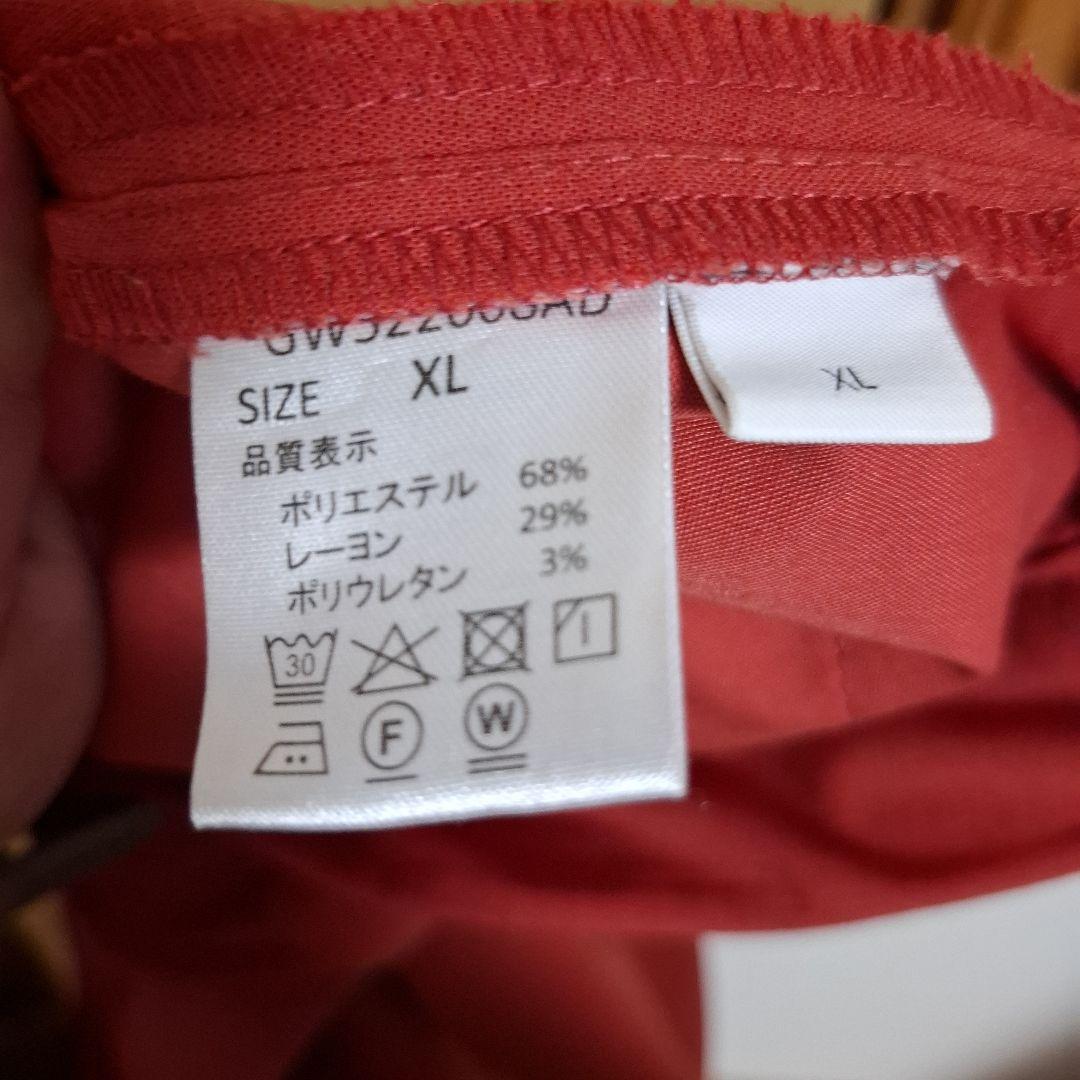 SIZE XL
品質表示
ポリエステル 68%
レーヨン 29%
ポリウレタン 3%
30
F W
XL